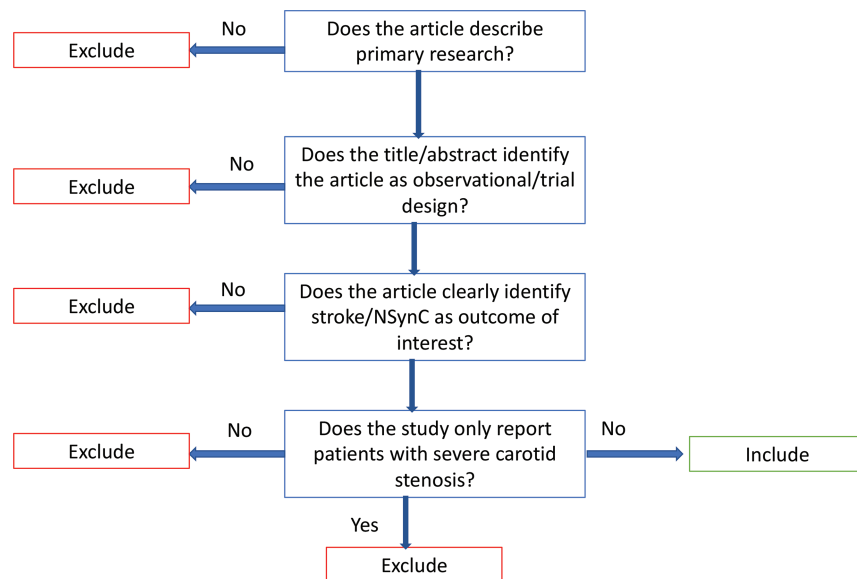 No
Does the article describe
primary research?
Exclude
No
Does the title/abstract identify
the article as observational/trial
design?
Exclude
No
Does the article clearly identify
stroke/NSynC as outcome of
interest?
Exclude
No
Does the study only report
patients with severe carotid
stenosis?
No
Exclude
Include
Yes
Exclude